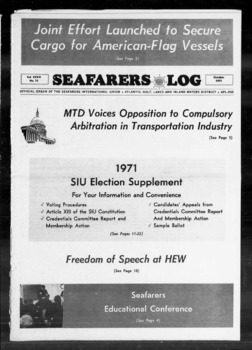 Joint Effort Launched to Secure
Cargo for American-Flag Vessels
(See Page 3)
Vol. XXXIII
No. 10
SEAFARERS LOG
October
1971
OFFICIAL ORGAN OF THE SEAFARERS INTERNATIONAL UNION • ATLANTIC, GULF, LAKES AND INLAND WATERS DISTRICT • AFL-CIO
MTD Voices Opposition to Compulsory
Arbitration in Transportation Industry
(See Page 5)
1971
SIU Election Supplement
For Your Information and Convenience
✓ Voting Procedures
✓ Article XIII of the SIU Constitution
✓ Credentials Committee Report and
Membership Action
✓ Candidates' Appeals from
Credentials Committee Report
And Membership Action
✓ Sample Ballot
(See Pages 11-22)
Freedom of Speech at HEW
(See Page 10)
Seafarers
Educational Conference
(See Page 4)